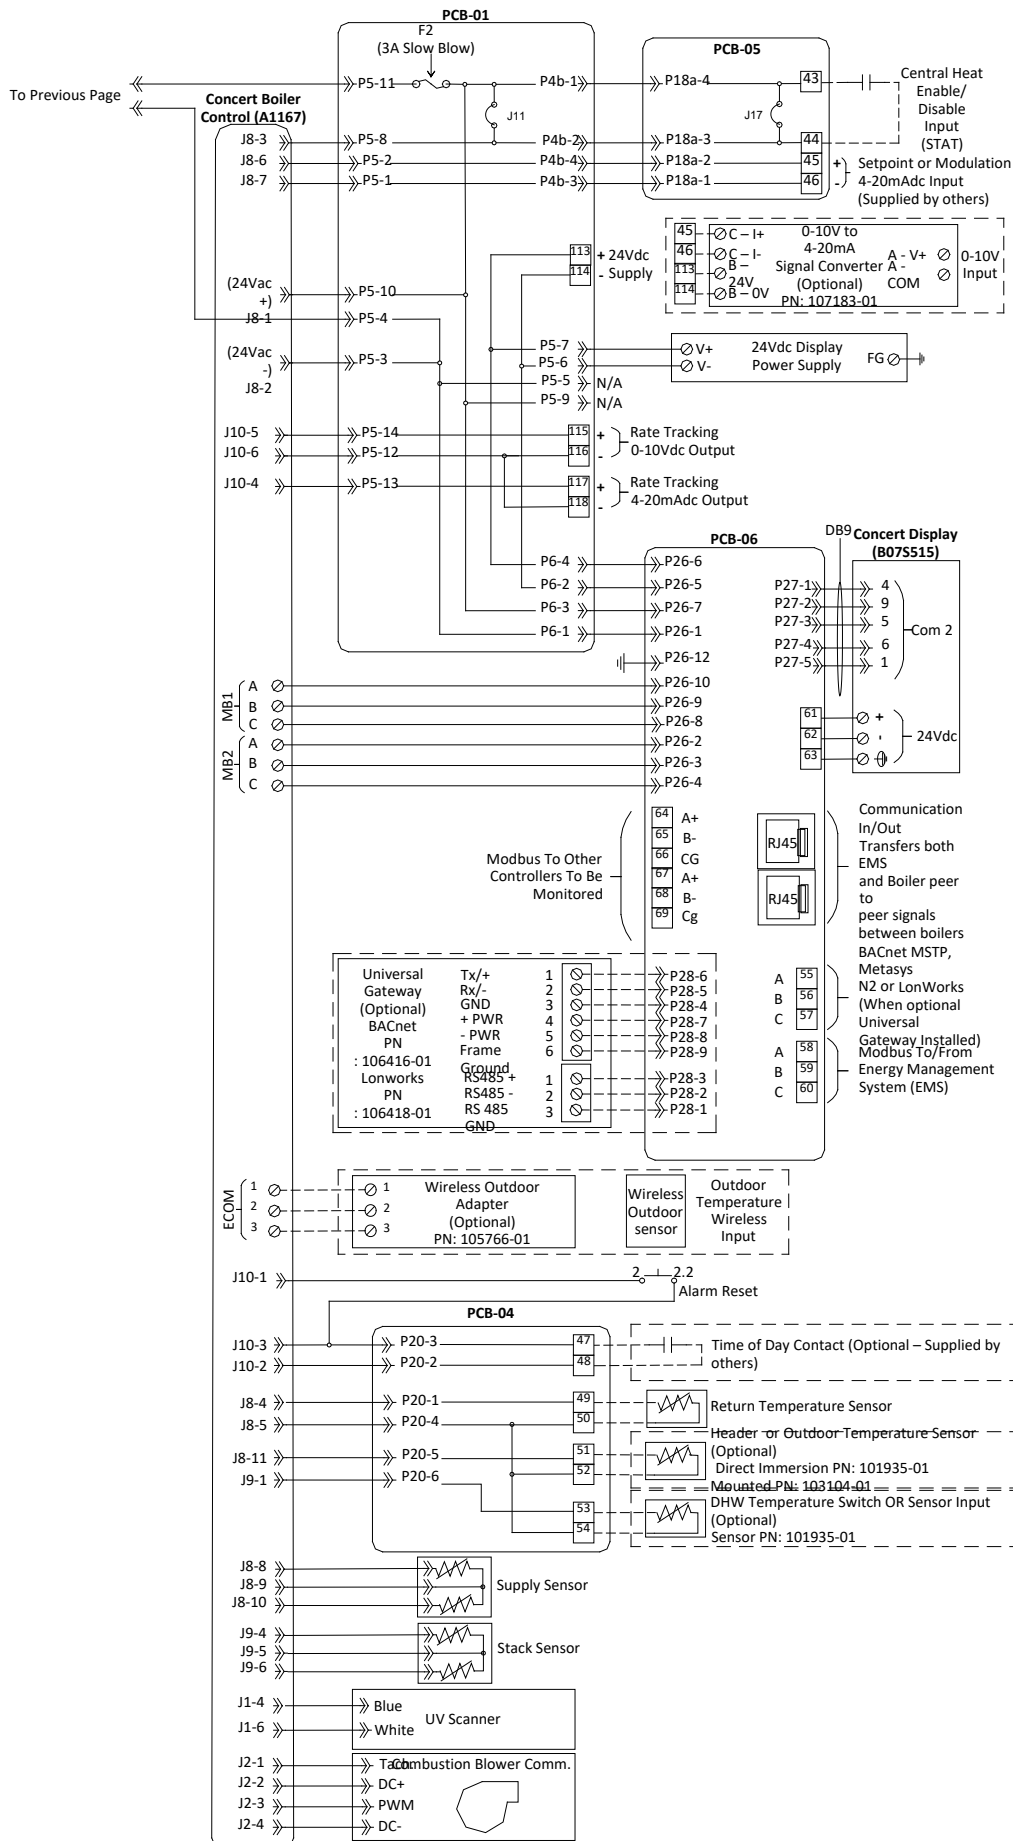 PCB-01
F2
(3A Slow Blow)
PCB-05
To Previous Page
Concert Boiler
Control (A1167)
P5-11
P4b-1
P18a-4
43
Central Heat
Enable/
Disable
Input
(STAT)
J11
J17
J8-3
P5-8
P4b-2
P18a-3
44
J8-6
P5-2
P4b-4
P18a-2
45
+
Setpoint or Modulation
4-20mAdc Input
(Supplied by others)
J8-7
P5-1
P4b-3
P18a-1
46
-
45
C – I+
46
C – I-
113
B –
24V
114
B – 0V
0-10V to
4-20mA
Signal Converter
(Optional)
PN: 107183-01
A - V+
A -
COM
0-10V
Input
113
+ 24Vdc
114
- Supply
(24Vac
+)
J8-1
P5-10
P5-4
(24Vac
-)
J8-2
P5-3
P5-7
P5-6
P5-5
N/A
P5-9
N/A
V+
V-
24Vdc Display
Power Supply
FG
J10-5
P5-14
115
+
Rate Tracking
0-10Vdc Output
J10-6
P5-12
116
-
J10-4
P5-13
117
+
Rate Tracking
4-20mAdc Output
118
-
PCB-06
DB9
Concert Display
(B07S515)
P6-4
P26-6
P6-2
P26-5
P6-3
P26-7
P6-1
P26-1
P26-12
P27-1
4
P27-2
9
P27-3
5
P27-4
6
P27-5
1
Com 2
MB1
A
P26-10
B
P26-9
C
P26-8
MB2
A
P26-2
B
P26-3
C
P26-4
61
+
62
-
63
24Vdc
Modbus To Other
Controllers To Be
Monitored
64
A+
65
B-
66
CG
67
A+
68
B-
69
Cg
RJ45
RJ45
Communication
In/Out
Transfers both
EMS
and Boiler peer
to
peer signals
between boilers
BACnet MSTP,
Metasys
N2 or LonWorks
(When optional
Universal
Gateway Installed)
A
55
B
56
C
57
A
58
B
59
C
60
Modbus To/From
Energy Management
System (EMS)
Universal
Gateway
(Optional)
BACnet
PN
: 106416-01
Lonworks
PN
: 106418-01
Tx/+
1
P28-6
Rx/-
2
P28-5
GND
3
P28-4
+ PWR
4
P28-7
- PWR
5
P28-8
Frame
Ground
6
P28-9
RS485 +
1
P28-3
RS485 -
2
P28-2
RS 485
GND
3
P28-1
ECOM
1
1
2
2
3
3
Wireless Outdoor
Adapter
(Optional)
PN: 105766-01
Wireless
Outdoor
sensor
Outdoor
Temperature
Wireless
Input
J10-1
2
2.2
Alarm Reset
PCB-04
J10-3
P20-3
47
J10-2
P20-2
48
Time of Day Contact (Optional – Supplied by
others)
J8-4
P20-1
49
J8-5
P20-4
50
Return Temperature Sensor
J8-11
P20-5
51
52
Header or Outdoor Temperature Sensor
(Optional)
Direct Immersion PN: 101935-01
Mounted PN: 103104-01
J9-1
P20-6
53
54
DHW Temperature Switch OR Sensor Input
(Optional)
Sensor PN: 101935-01
J8-8
J8-9
J8-10
Supply Sensor
J9-4
J9-5
J9-6
Stack Sensor
J1-4
Blue
J1-6
White
UV Scanner
J2-1
Tach.
Combustion Blower Comm.
J2-2
DC+
J2-3
PWM
J2-4
DC-